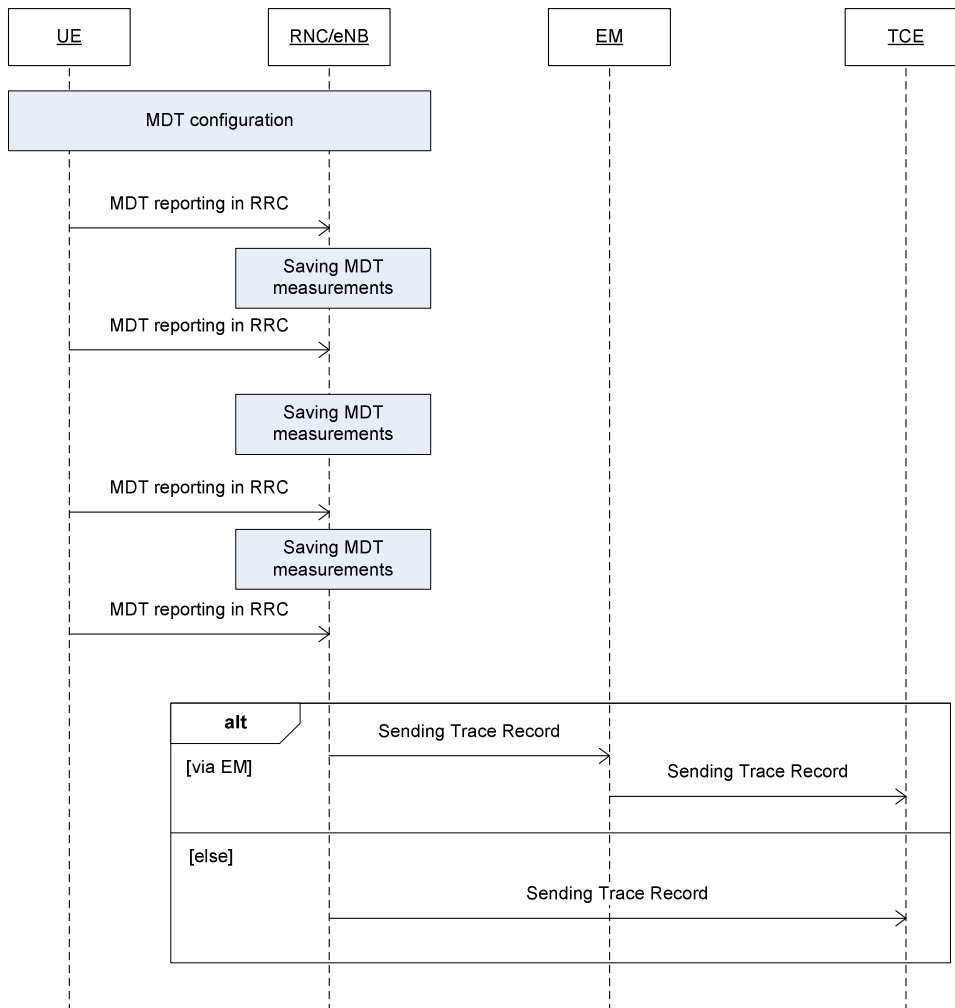 UE
RNC/eNB
EM
TCE
MDT configuration
MDT reporting in RRC
Saving MDT
measurements
MDT reporting in RRC
Saving MDT
measurements
MDT reporting in RRC
Saving MDT
measurements
MDT reporting in RRC
alt
Sending Trace Record
[via EM]
Sending Trace Record
[else]
Sending Trace Record